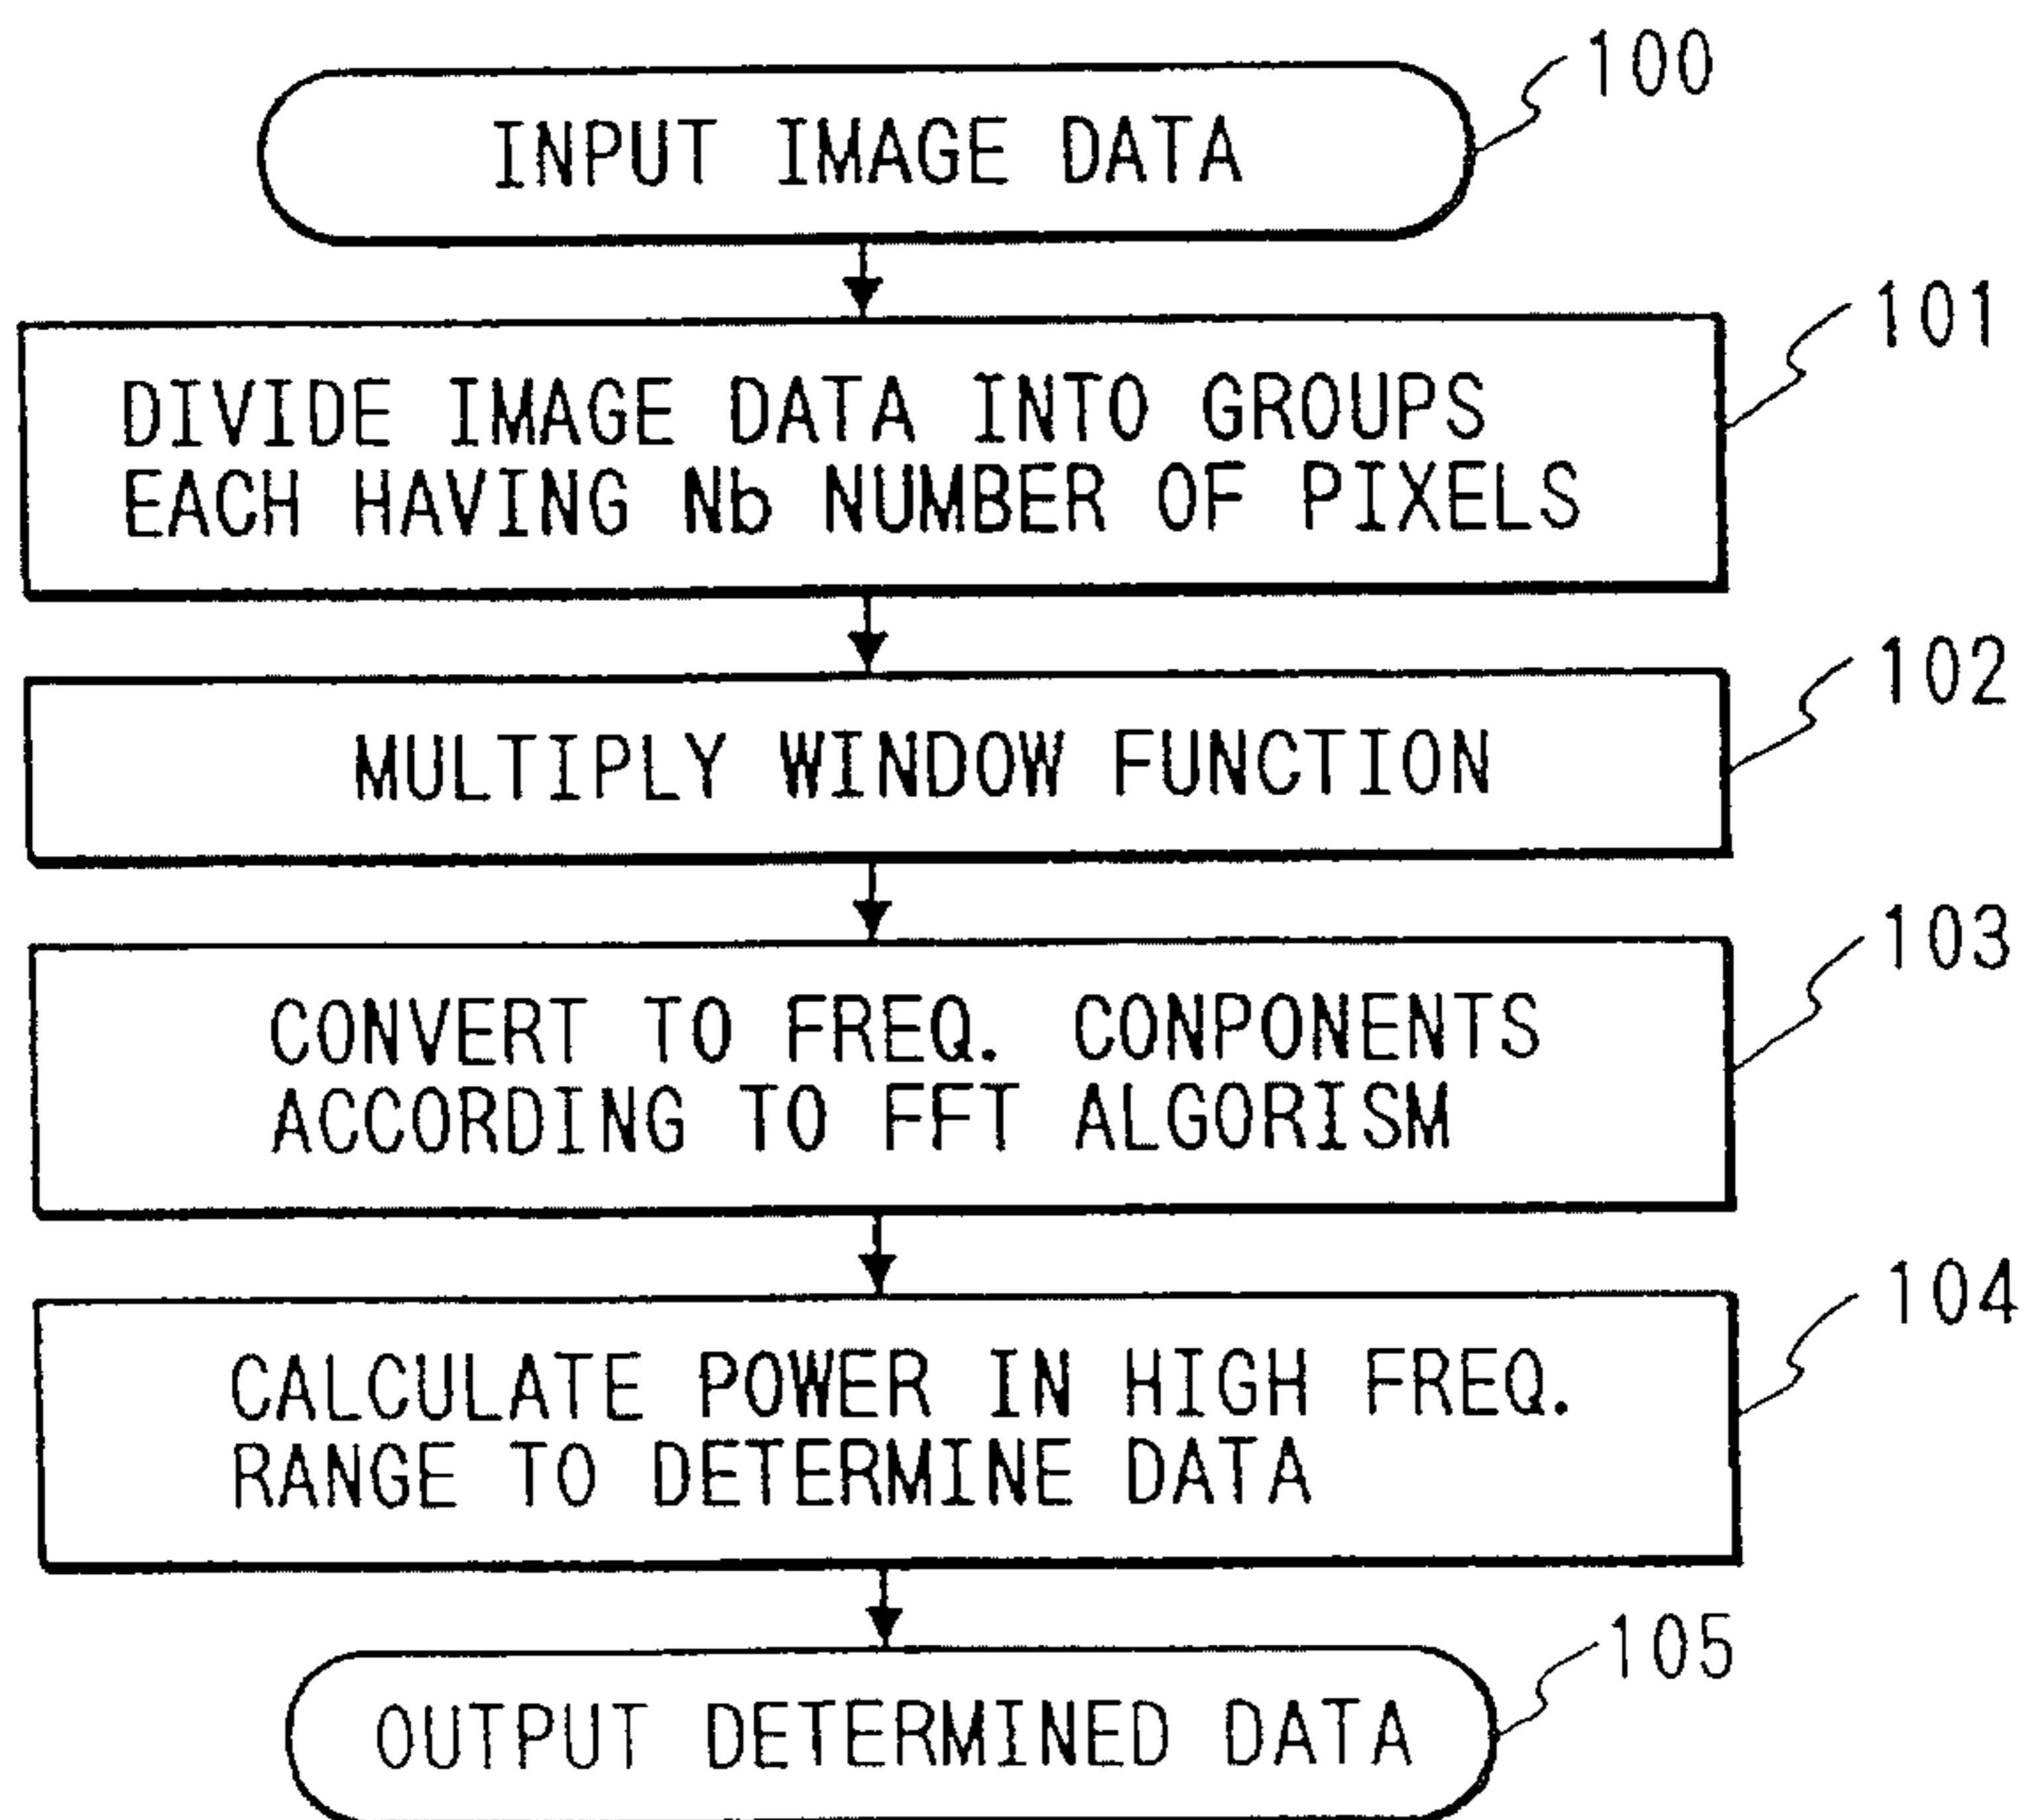 100
INPUT IMAGE DATA
101
DIVIDE IMAGE DATA INTO GROUPS
EACH HAVING Nb NUMBER OF PIXELS
102
MULTIPLY WINDOW FUNCTION
103
CONVERT TO FREQ. CONPONENTS
ACCORDING TO FFT ALGORISM
104
CALCULATE POWER IN HIGH FREQ.
RANGE TO DETERMINE DATA
105
OUTPUT DETERMINED DATA